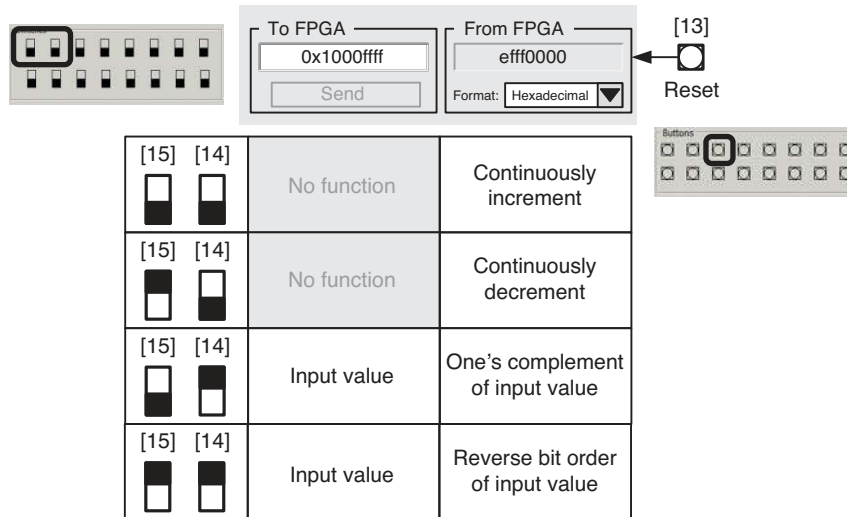 To FPGA
From FPGA
[13]
0x1000ffff
efff0000
Send
Format: Hexadecimal
Reset
Buttons
[15] [14]
No function
Continuously
increment
[15] [14]
No function
Continuously
decrement
[15] [14]
Input value
One's complement
of input value
[15] [14]
Input value
Reverse bit order
of input value